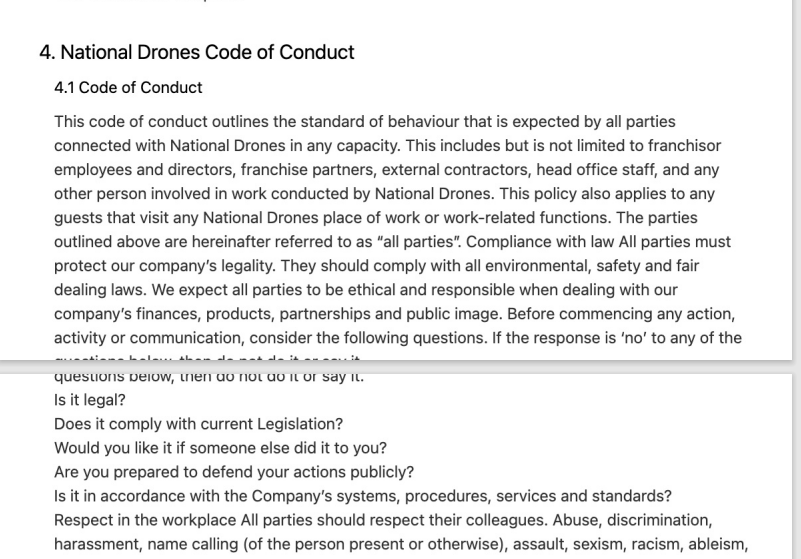 4. National Drones Code of Conduct
4.1 Code of Conduct
This code of conduct outlines the standard of behaviour that is expected by all parties
connected with National Drones in any capacity. This includes but is not limited to franchisor
employees and directors, franchise partners, external contractors, head office staff, and any
other person involved in work conducted by National Drones. This policy also applies to any
guests that visit any National Drones place of work or work-related functions. The parties
outlined above are hereinafter referred to as “all parties”. Compliance with law All parties must
protect our company’s legality. They should comply with all environmental, safety and fair
dealing laws. We expect all parties to be ethical and responsible when dealing with our
company’s finances, products, partnerships and public image. Before commencing any action,
activity or communication, consider the following questions. If the response is ‘no’ to any of the
questions below, then do not do it or say it.
questions below, then do not do it or say it.
Is it legal?
Does it comply with current Legislation?
Would you like it if someone else did it to you?
Are you prepared to defend your actions publicly?
Is it in accordance with the Company’s systems, procedures, services and standards?
Respect in the workplace All parties should respect their colleagues. Abuse, discrimination,
harassment, name calling (of the person present or otherwise), assault, sexism, racism, ableism,